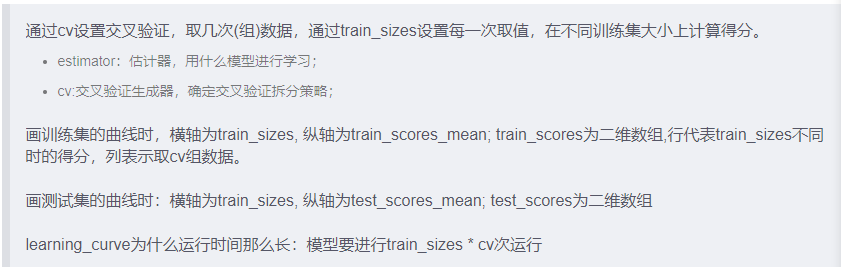 通过cv设置交叉验证，取几次(组)数据，通过train_sizes设置每一次取值，在不同训练集大小上计算得分。
estimator：估计器，用什么模型进行学习；
cv:交叉验证生成器，确定交叉验证拆分策略；
画训练集的曲线时，横轴为train_sizes, 纵轴为train_scores_mean; train_scores为二维数组,行代表train_sizes不同
时的得分，列表示取cv组数据。
画测试集的曲线时：横轴为train_sizes, 纵轴为test_scores_mean; test_scores为二维数组
learning_curve为什么运行时间那么长：模型要进行train_sizes * cv次运行